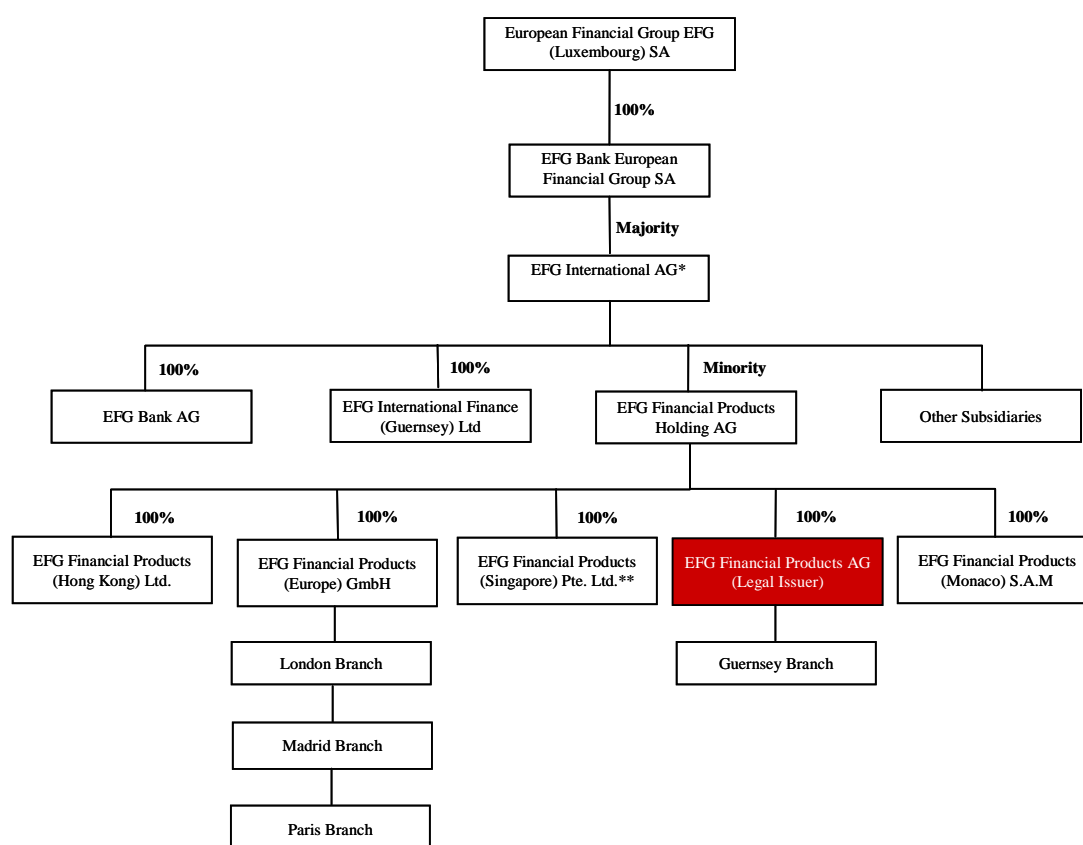 European Financial Group EFG
(Luxembourg) SA
100%
EFG Bank European
Financial Group SA
Majority
EFG International AG*
100%
100%
Minority
EFG Bank AG
EFG International Finance
(Guernsey) Ltd
EFG Financial Products
Holding AG
Other Subsidiaries
100%
100%
100%
100%
100%
EFG Financial Products
(Hong Kong) Ltd.
EFG Financial Products
(Europe) GmbH
EFG Financial Products
(Singapore) Pte. Ltd.**
EFG Financial Products AG
(Legal Issuer)
EFG Financial Products
(Monaco) S.A.M
London Branch
Guernsey Branch
Madrid Branch
Paris Branch